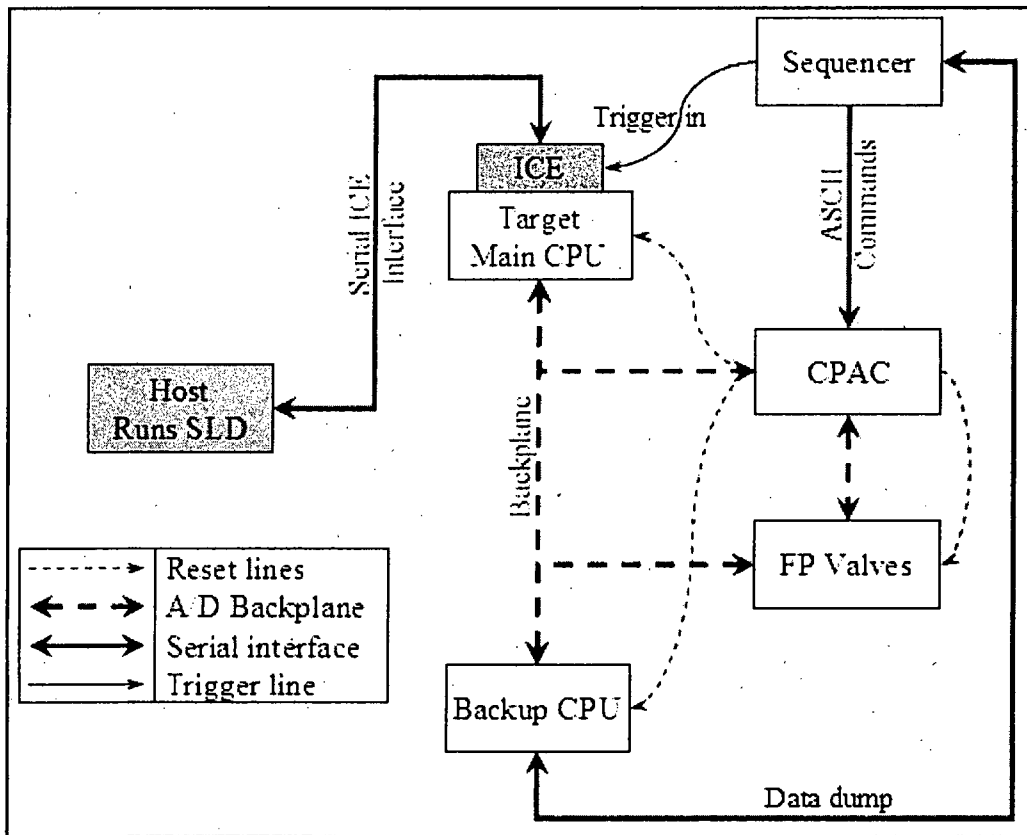 Sequencer
Trigger in
ICE
Target
Main CPU
Serial ICE
Interface
ASCII
Commands
Host
Runs SLD
CPAC
Backplane
FP Valves
Reset lines
A/D Backplane
Serial interface
Trigger line
Backup CPU
Data dump